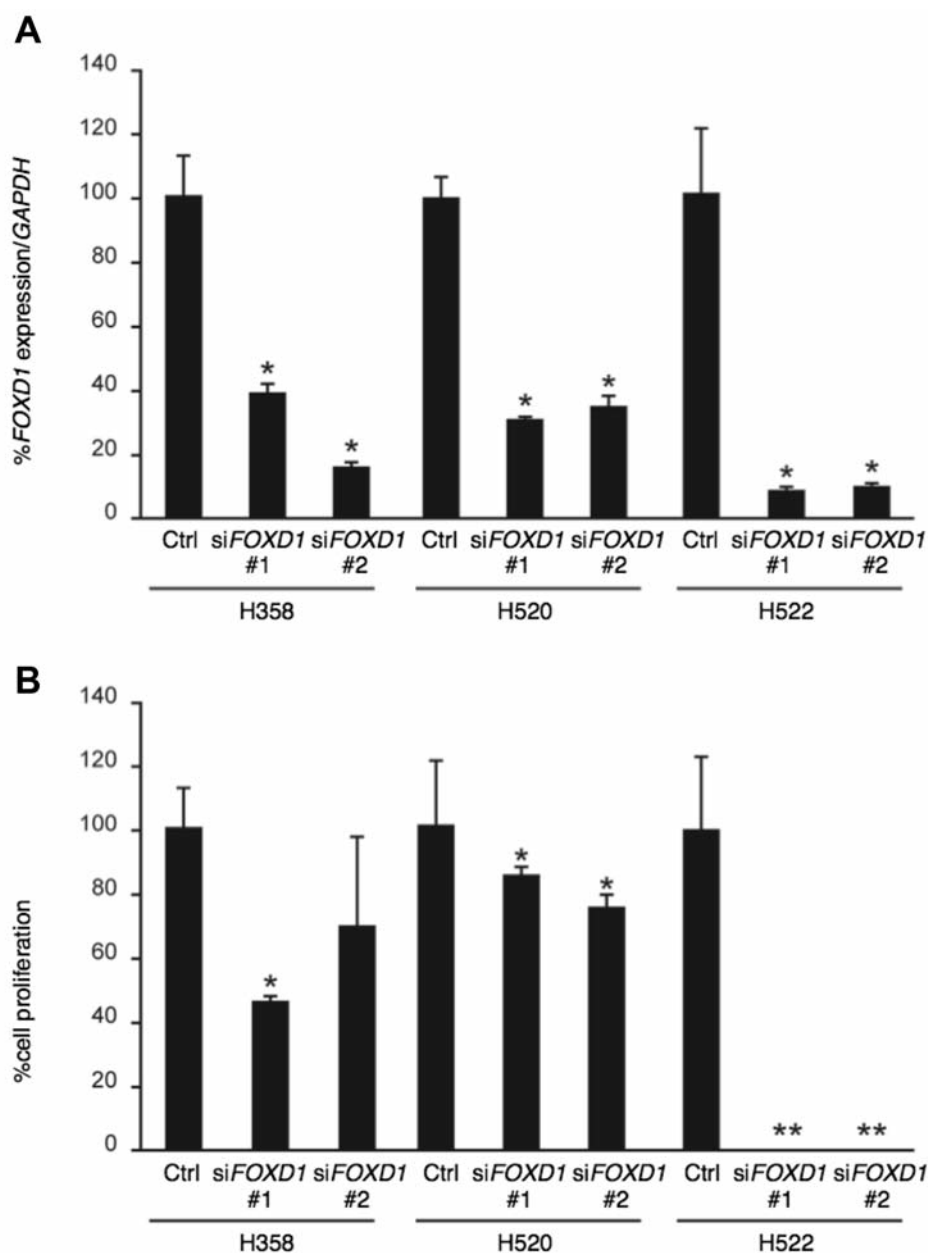 A
%FOXD1 expression/GAPDH
140
120
100
80
60
40
20
0
* * * * * *
Ctrl siFOXD1 siFOXD1 Ctrl siFOXD1 siFOXD1 Ctrl siFOXD1 siFOXD1
#1 #2 #1 #2 #1 #2
H358 H520 H522
B
%cell proliferation
140
120
100
80
60
40
20
0
* * * ** **
Ctrl siFOXD1 siFOXD1 Ctrl siFOXD1 siFOXD1 Ctrl siFOXD1 siFOXD1
#1 #2 #1 #2 #1 #2
H358 H520 H522